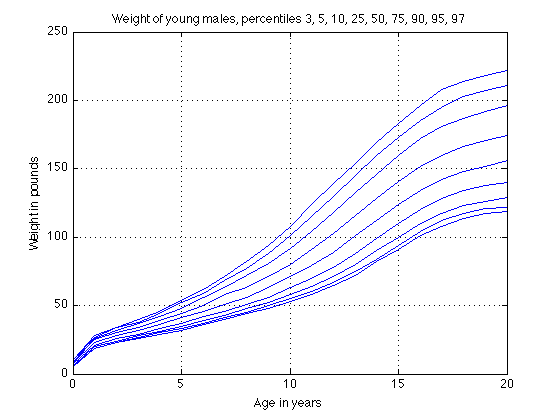 Weight of young males, percentiles 3, 5, 10, 25, 50, 75, 90, 95, 97
250
200
150
100
50
0
Weight in pounds
0 5 10 15 20
Age in years